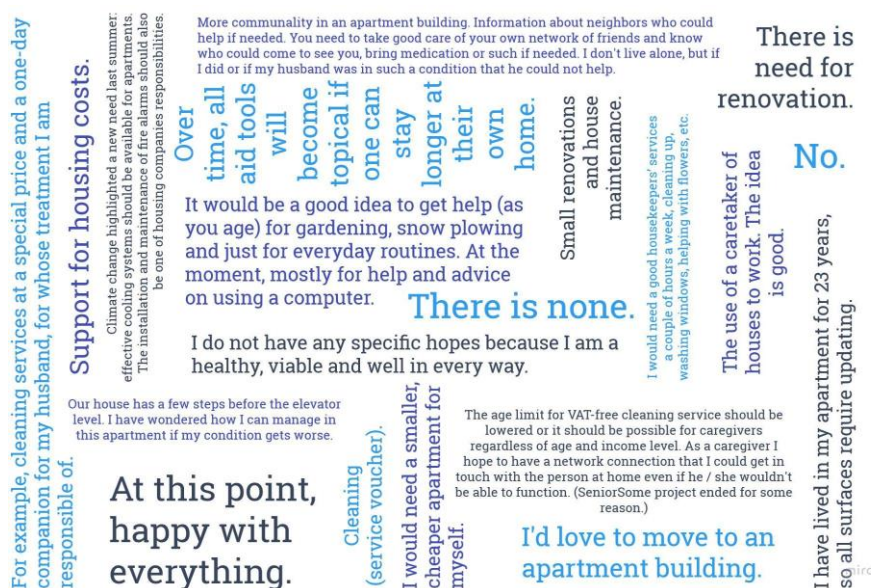 For example, cleaning services at a special price and a one-day
companion for my husband, for whose treatment I am
responsible of.
Support for housing costs.
Climate change highlighted a new need last summer:
effective cooling systems should be available for apartments.
The installation and maintenance of fire alarms should also
be one of housing companies responsibilities.
More communality in an apartment building. Information about neighbors who could
help if needed. You need to take good care of your own network of friends and know
who could come to see you, bring medication or such if needed. I don't live alone, but if
I did or if my husband was in such a condition that he could not help.
There is
need for
renovation.
Over
time, all
aid tools
will
become
topical if
one can
stay
longer at
their
own
home.
Small renovations
and house
maintenance.
I would need a good housekeepers' services
a couple of hours a week, cleaning up,
washing windows, helping with flowers, etc.
The use of a caretaker of
houses to work. The idea
is good.
No.
It would be a good idea to get help (as
you age) for gardening, snow plowing
and just for everyday routines. At the
moment, mostly for help and advice
on using a computer.
There is none.
I do not have any specific hopes because I am a
healthy, viable and well in every way.
I have lived in my apartment for 23 years,
so all surfaces require updating.
Our house has a few steps before the elevator
level. I have wondered how I can manage in
this apartment if my condition gets worse.
At this point,
happy with
everything.
Cleaning
(service voucher).
I would need a smaller,
cheaper apartment for
myself.
The age limit for VAT-free cleaning service should be
lowered or it should be possible for caregivers
regardless of age and income level. As a caregiver I
hope to have a network connection that I could get in
touch with the person at home even if he / she wouldn't
be able to function. (SeniorSome project ended for some
reason.)
I'd love to move to an
apartment building.